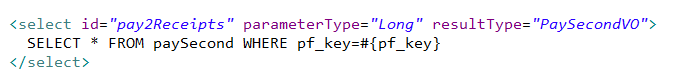 <select id="pay2Receipts" parameterType="Long" resultType="PaySecondVO">
SELECT * FROM paySecond WHERE pf_key=#{pf_key}
</select>